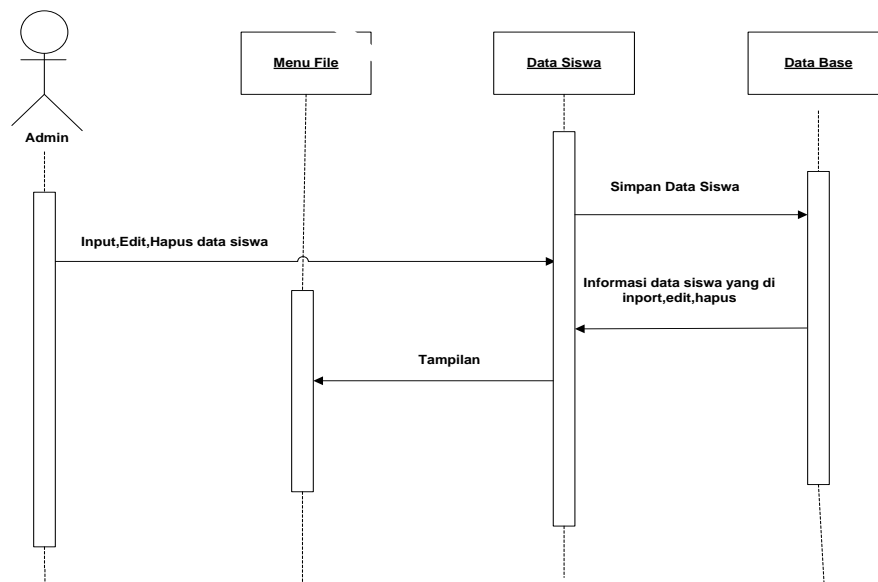 Menu File
Data Siswa
Data Base
Admin
Simpan Data Siswa
Input,Edit,Hapus data siswa
Informasi data siswa yang di
inport,edit,hapus
Tampilan